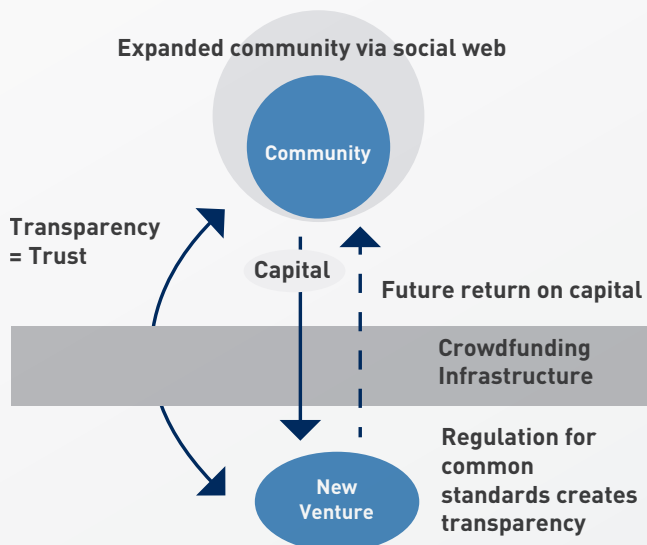 Expanded community via social web
Community
Transparency
= Trust
Capital
Future return on capital
Crowdfunding
Infrastructure
Regulation for
common
standards creates
transparency
New
Venture